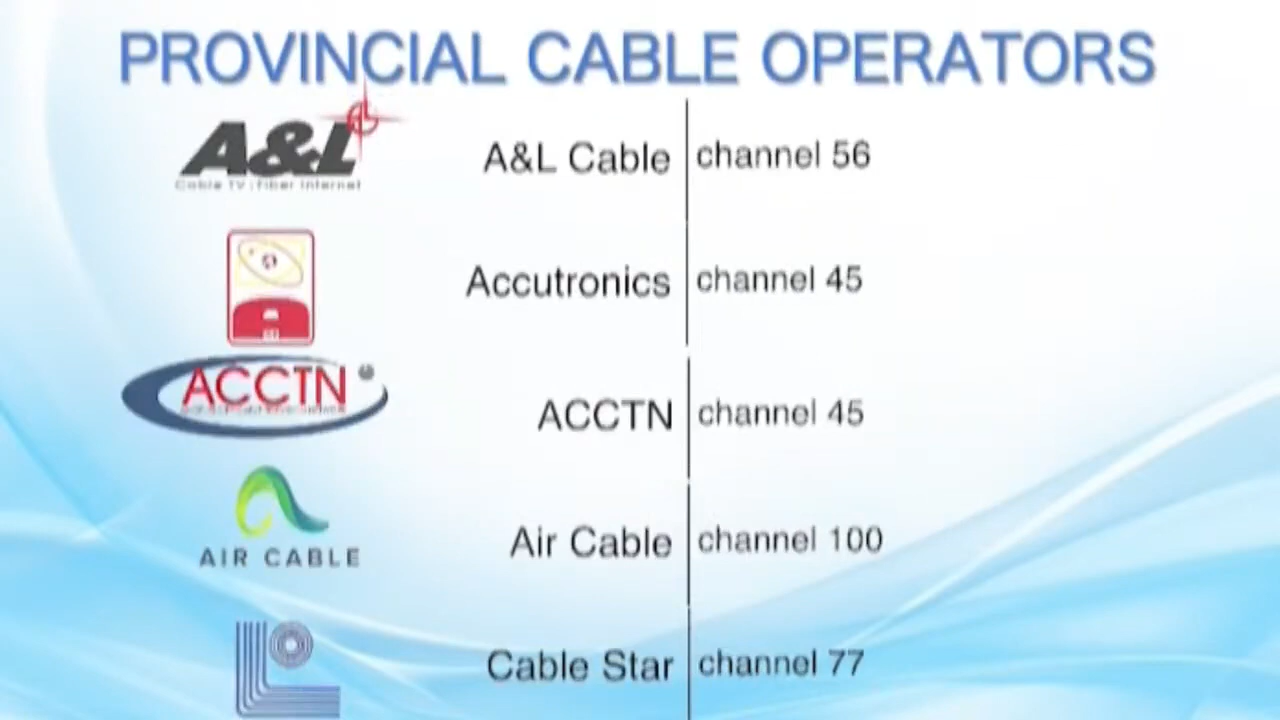 PROVINCIAL CABLE OPERATORS
A&L
Cable TV | Fiber Internet
A&L Cable channel 56
Accutronics channel 45
ACCTN
ACCTN channel 45
AIR CABLE
Air Cable channel 100
Cable Star channel 77